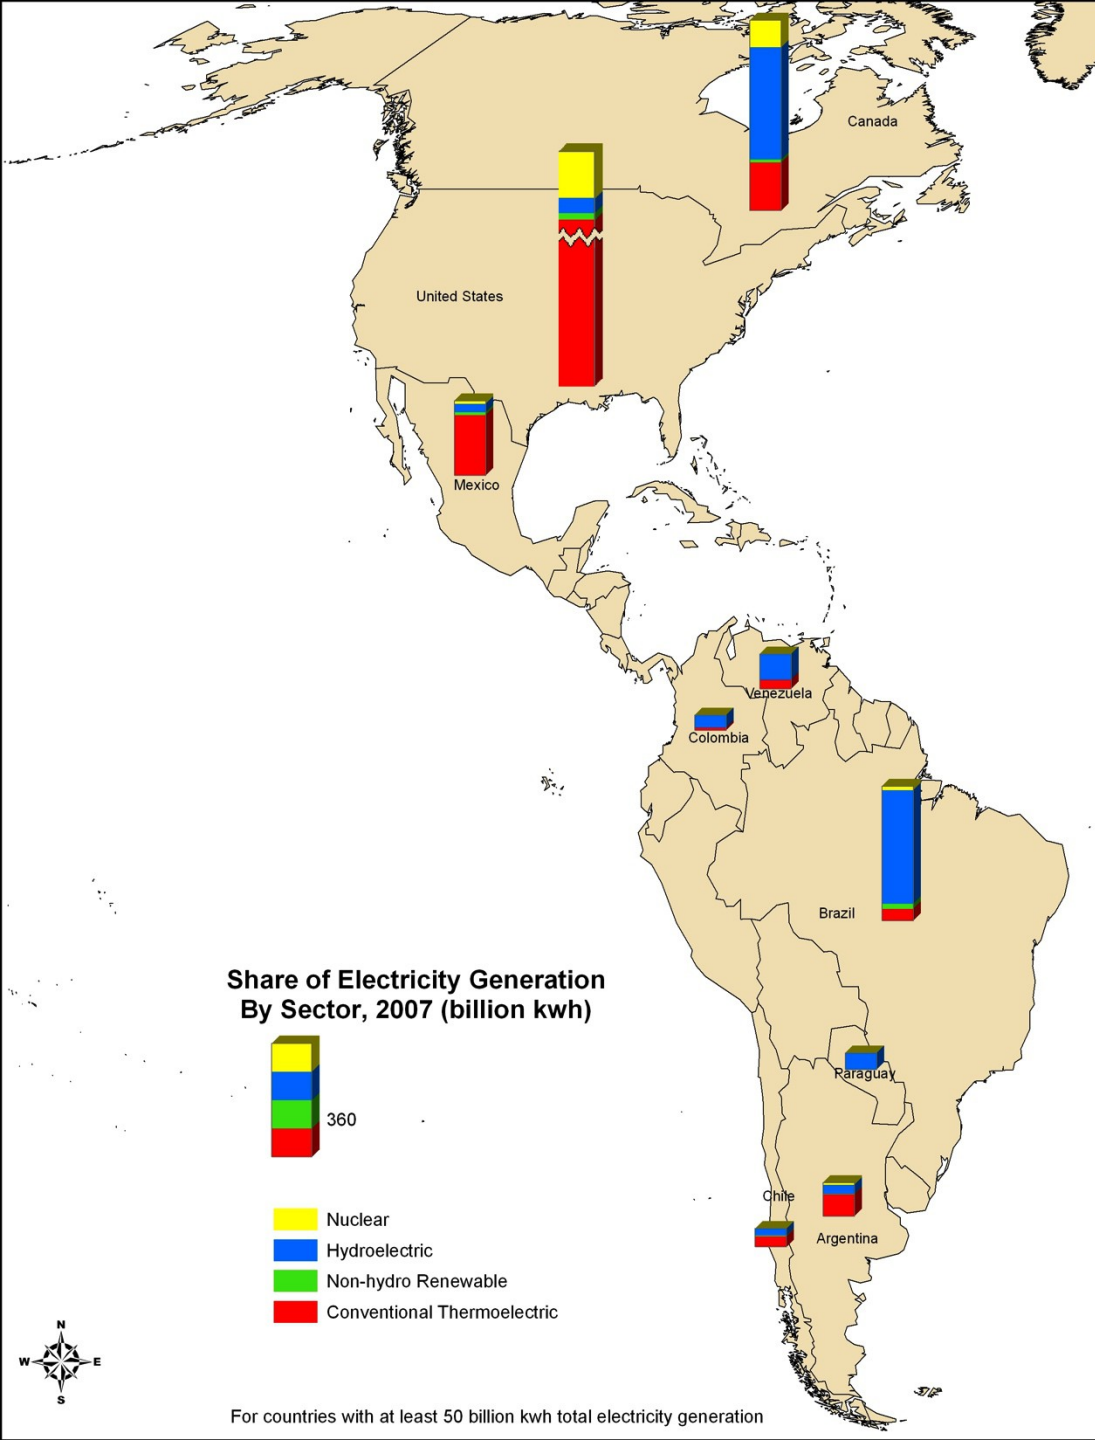 Canada
United States
Mexico
Venezuela
Colombia
Brazil
Share of Electricity Generation
By Sector, 2007 (billion kwh)
360
Paraguay
Chile
Argentina
Nuclear
Hydroelectric
Non-hydro Renewable
Conventional Thermoelectric
N
W E
S
For countries with at least 50 billion kwh total electricity generation